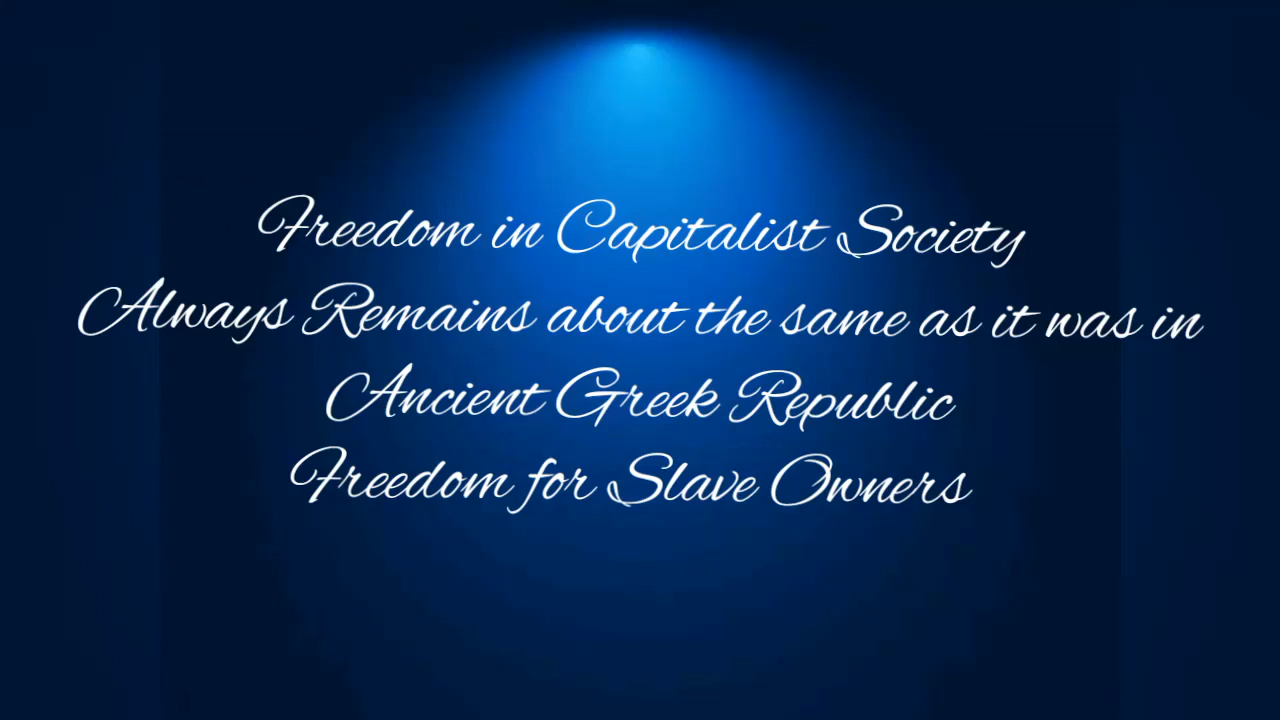 Freedom in Capitalist Society
Always Remains about the same as it was in
Ancient Greek Republic
Freedom for Slave Owners